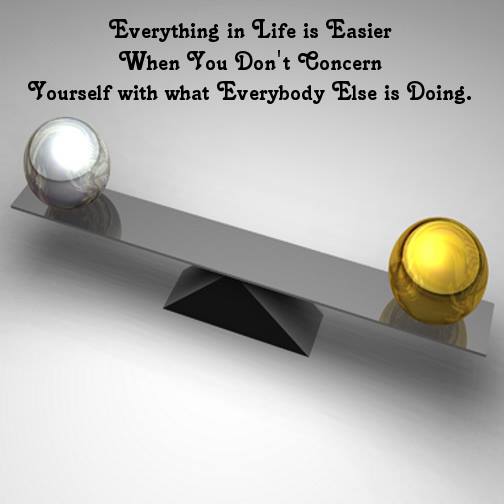 Everything in Life is Easier
When You Don't Concern
Yourself with what Everybody Else is Doing.